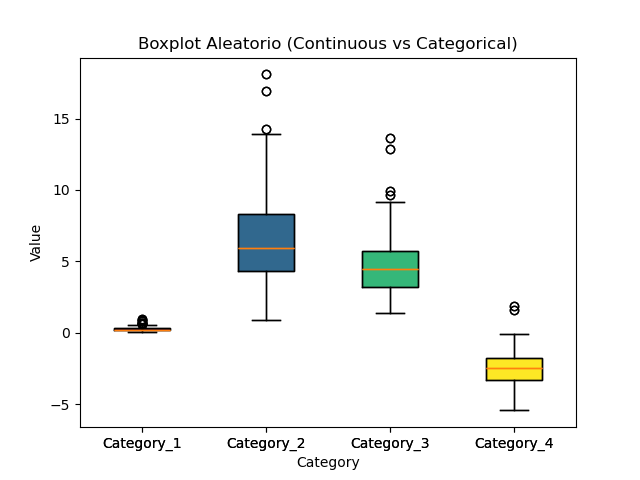 Boxplot Aleatorio (Continuous vs Categorical)
Value
15
10
5
0
−5
Category_1 Category_2 Category_3 Category_4
Category